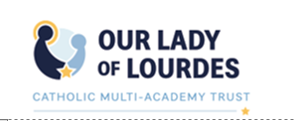 OUR LADY
OF LOURDES
CATHOLIC MULTI-ACADEMY TRUST